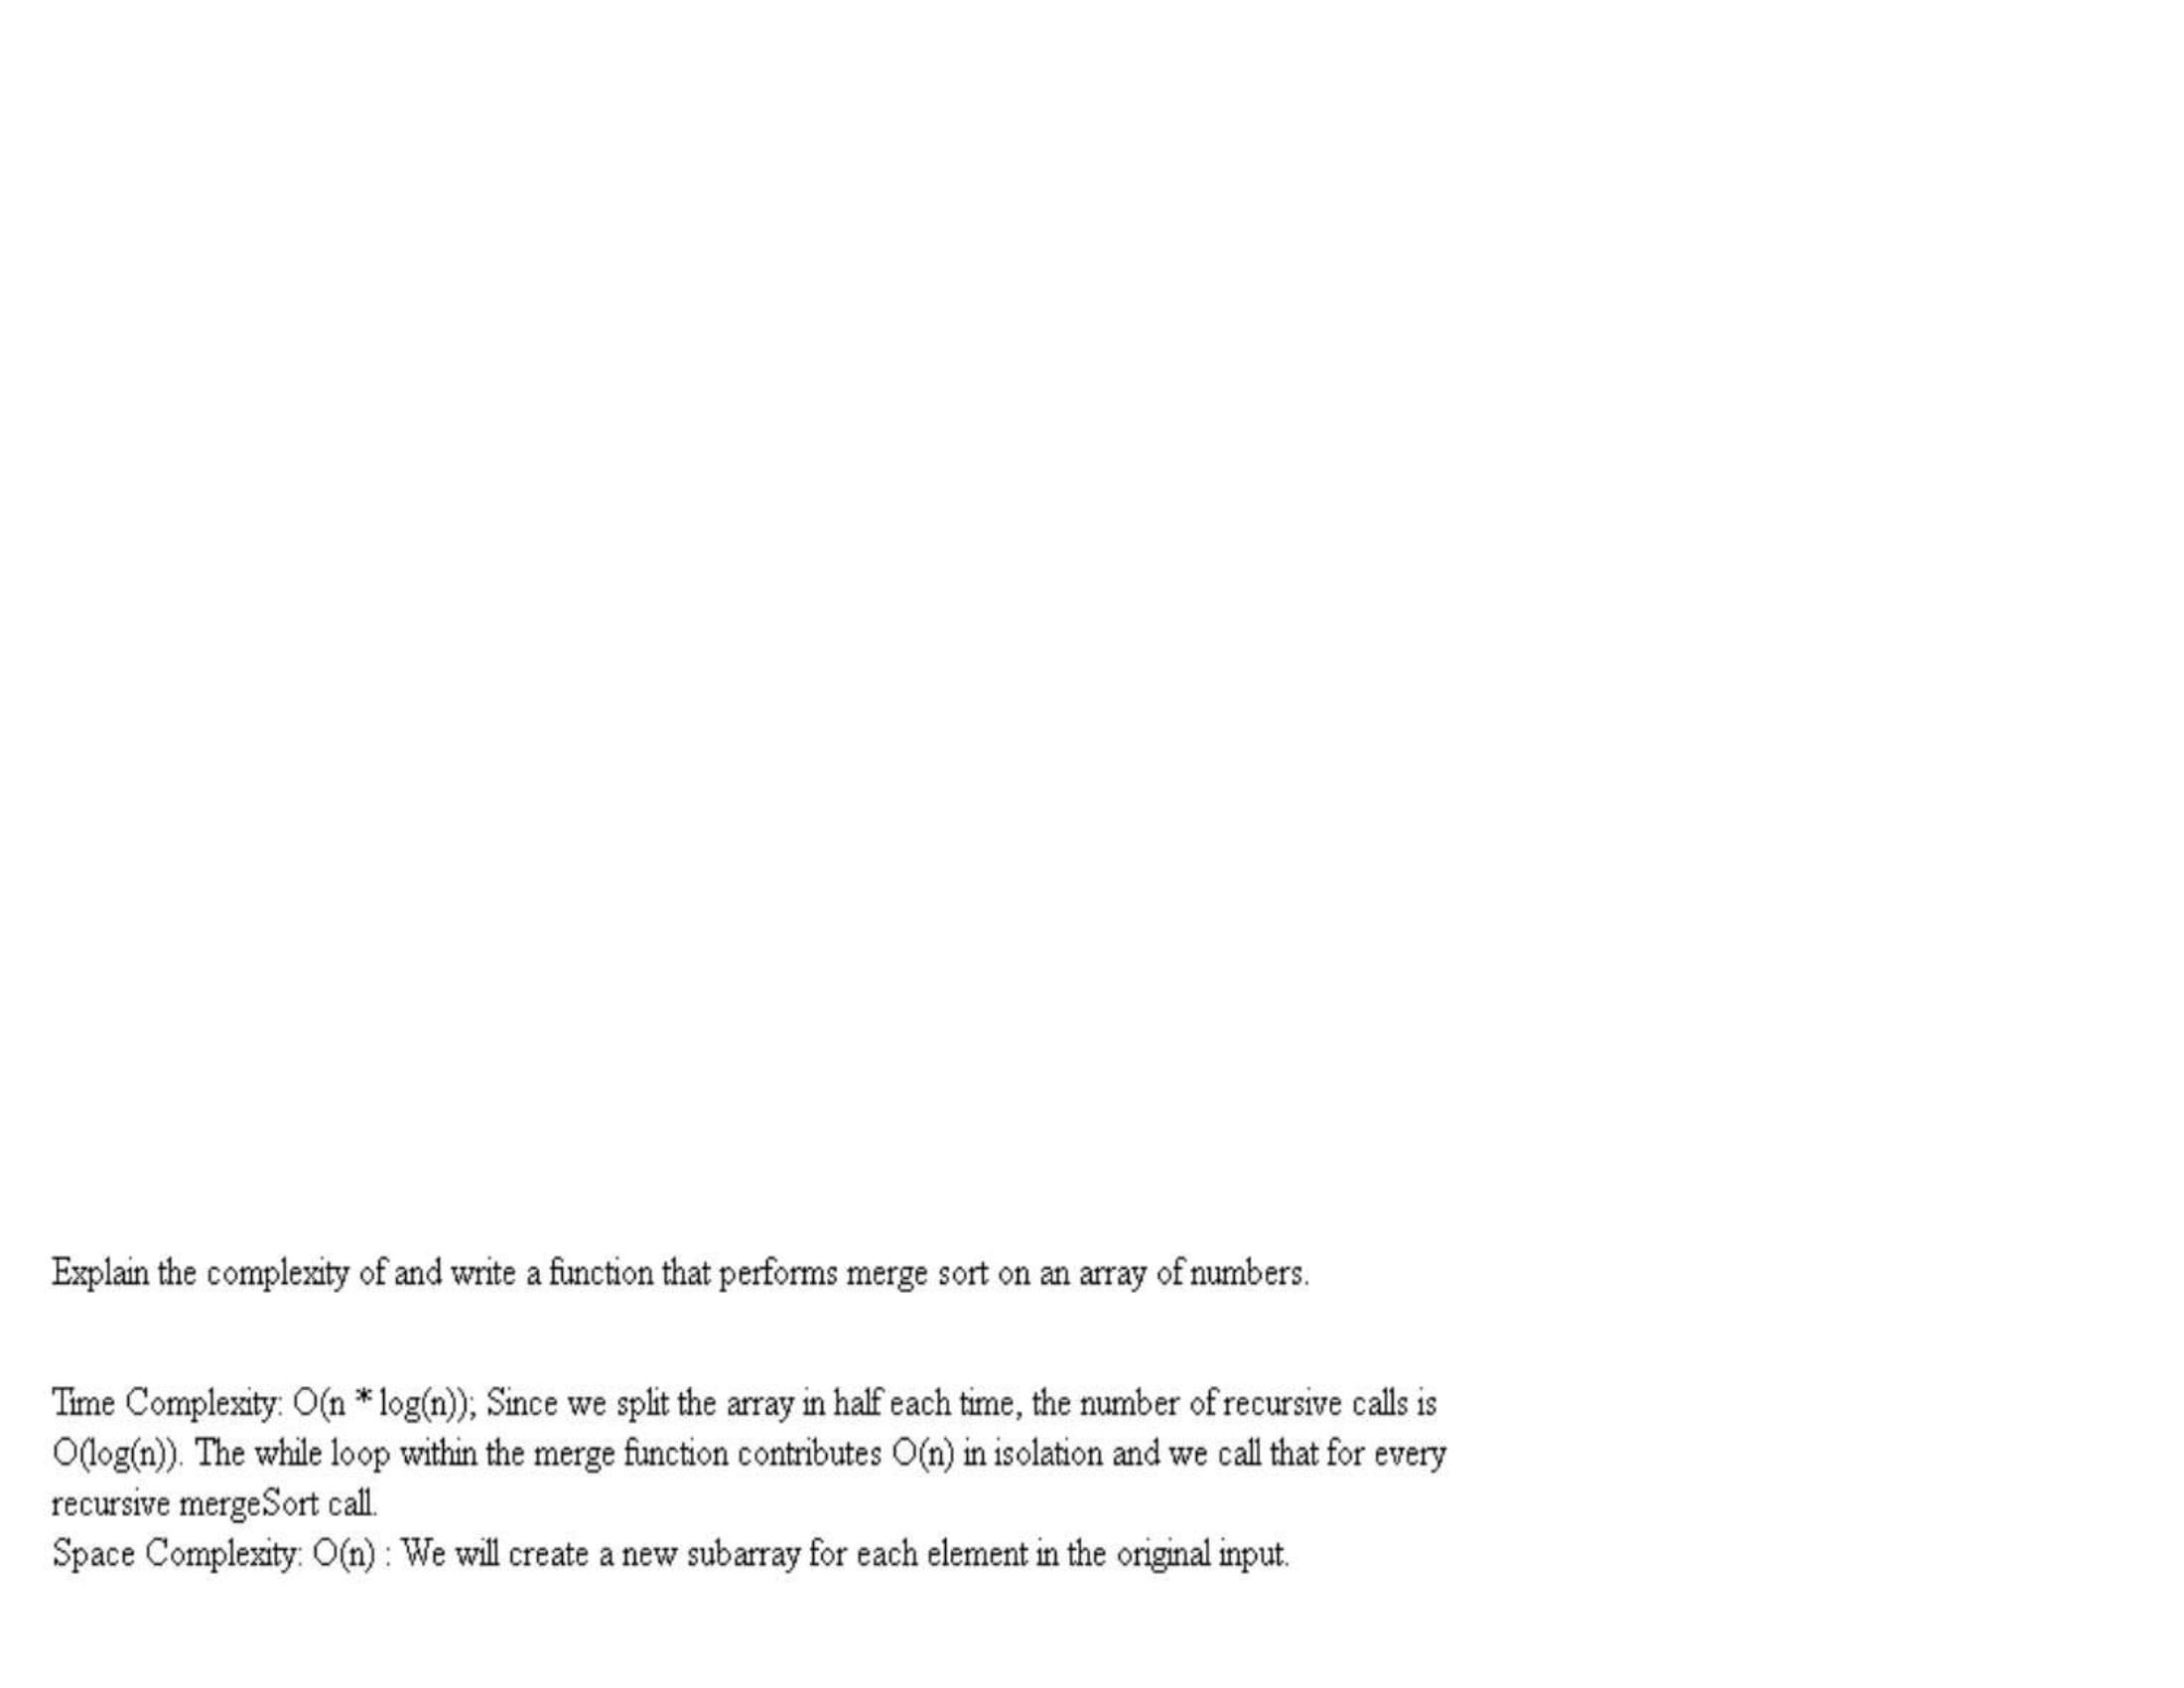 Explain the complexity of and write a function that performs merge sort on an array of numbers.
Time Complexity: O(n * log(n)); Since we split the array in half each time, the number of recursive calls is
O(log(n)). The while loop within the merge function contributes O(n) in isolation and we call that for every
recursive mergeSort call.
Space Complexity: O(n) : We will create a new subarray for each element in the original input.